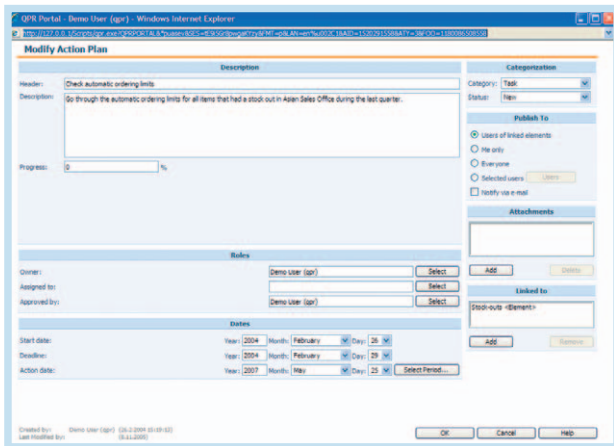 QPR Portal - Demo User (qpr) - Windows Internet Explorer
Modify Action Plan
Description
Header: Check automatic ordering limits
Description: Go through the automatic ordering limits for all items that had a stock out in Asian Sales Office during the last quarter.
Progress: 0 %
Categorization
Category: Task
Status: New
Publish To
Users of linked elements
Me only
Everyone
Selected users Users
Notify via e-mail
Attachments
Add Delete
Linked to
Stock-outs <Element>
Add Remove
Roles
Owner: Demo User (qpr) Select
Assigned to: Select
Approved by: Demo User (qpr) Select
Dates
Start date: Year: 2004 Month: February Day: 26
Deadline: Year: 2004 Month: February Day: 29
Action date: Year: 2007 Month: May Day: 25 Select Period...
Created by: Demo User (qpr)
Last Modified by:
OK Cancel Help